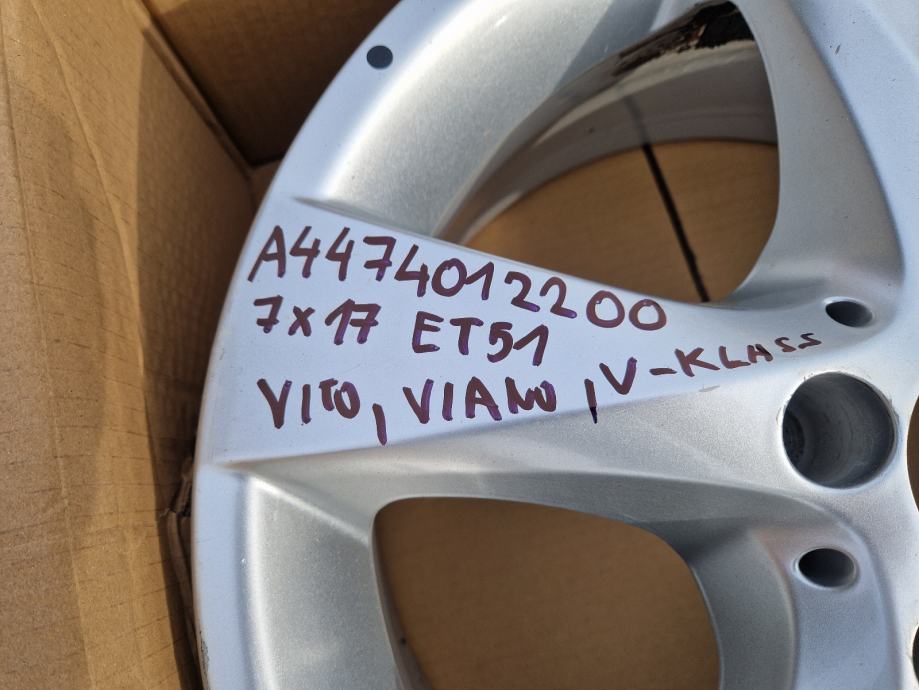 A4474012200
7x17 ET51
VITO, VIANO, V-KLASS